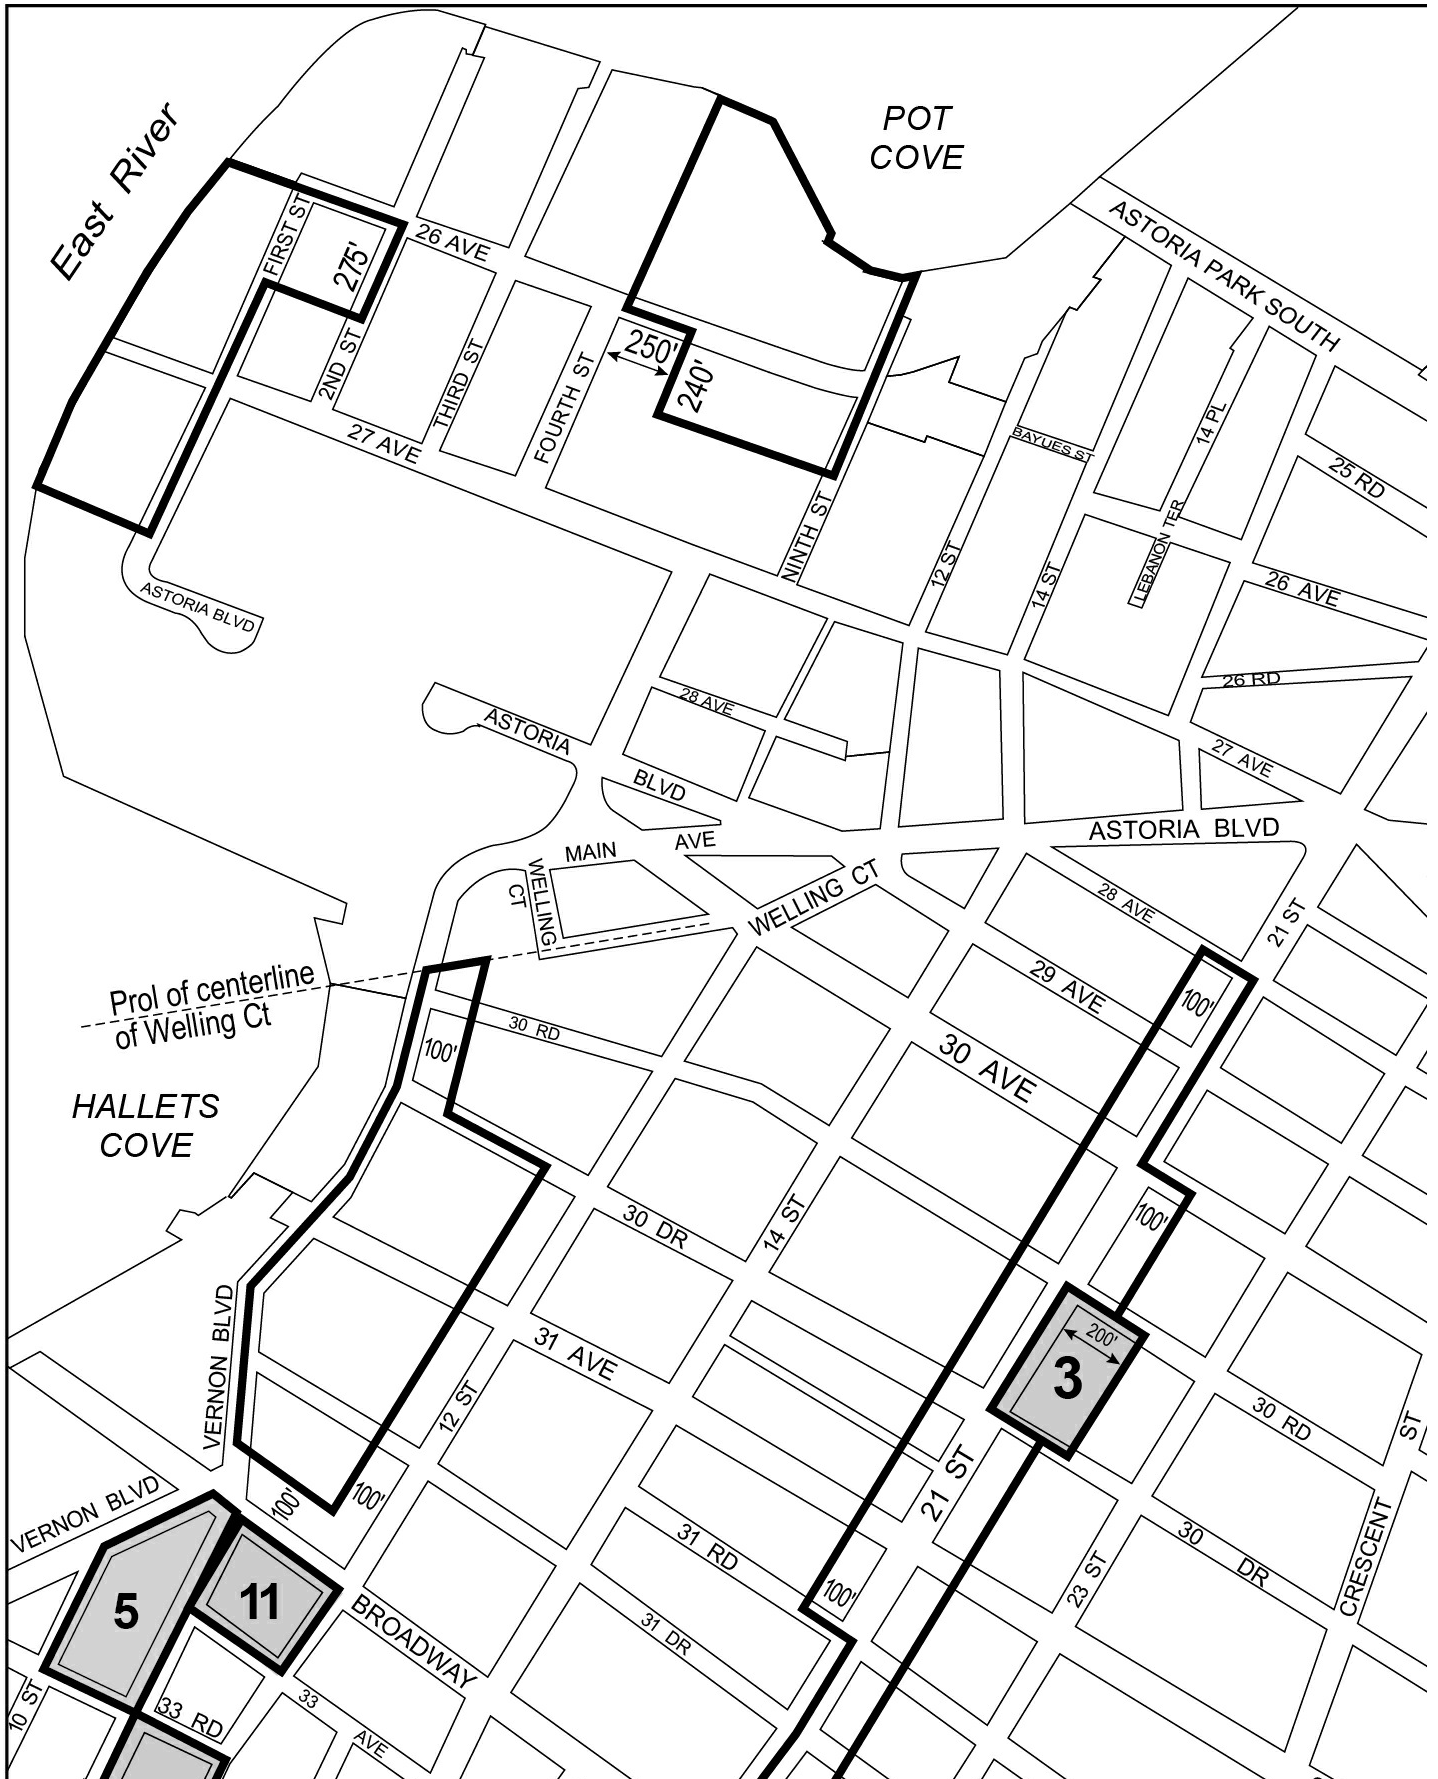 POT
COVE
East River
ASTORIA PARK SOUTH
FIRST ST
275'
26 AVE
2ND ST
THIRD ST
FOURTH ST
250'
240'
27 AVE
NINTH ST
12 ST
14 ST
BAYUES ST
14 PL
LEBANON TER
25 RD
26 AVE
26 RD
27 AVE
ASTORIA BLVD
28 AVE
ASTORIA
BLVD
MAIN
AVE
WELLING
CT
WELLING CT
ASTORIA BLVD
28 AVE
21 ST
29 AVE
30 AVE
100'
Prol of centerline
of Welling Ct
30 RD
100'
HALLETS
COVE
14 ST
30 DR
100'
VERNON BLVD
31 AVE
12 ST
200'
3
30 RD
ST
CRESCENT
21 ST
100'
100'
VERNON BLVD
31 RD
100'
30 DR
23 ST
5
11
BROADWAY
31 DR
10 ST
33 RD
33
AVE